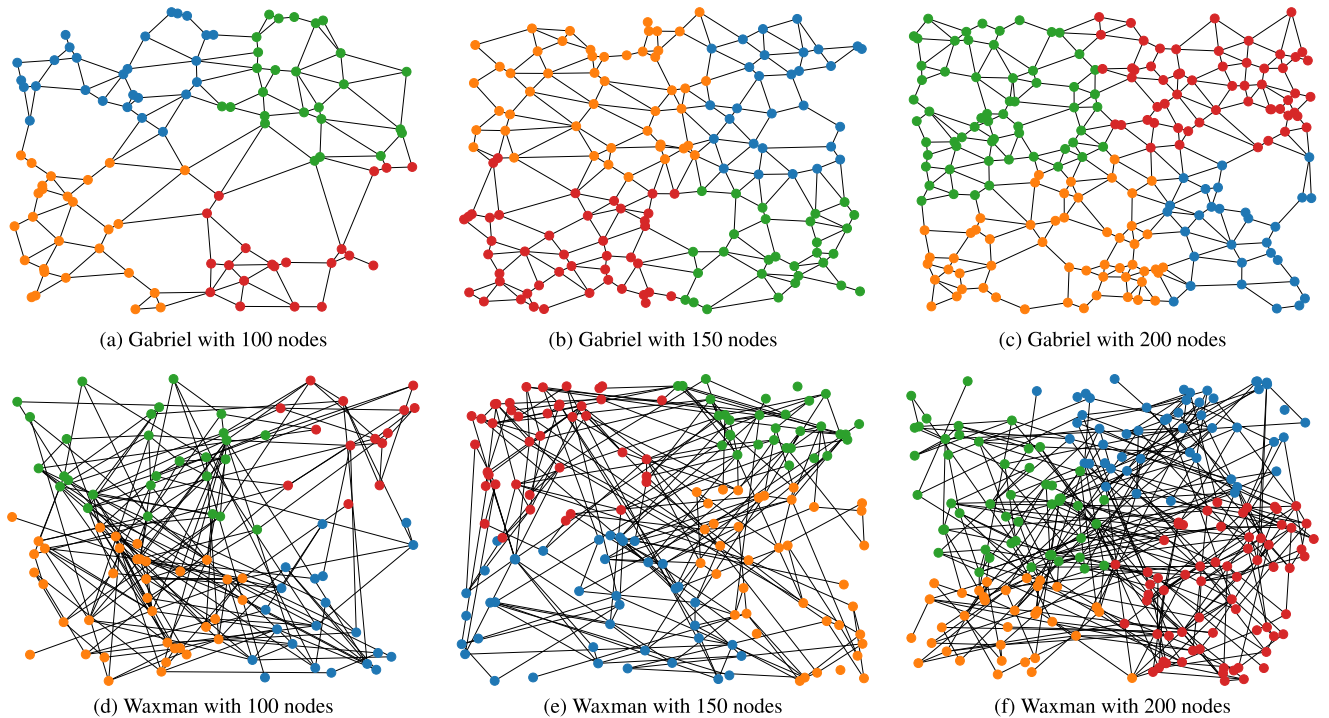 (a) Gabriel with 100 nodes
(b) Gabriel with 150 nodes
(c) Gabriel with 200 nodes
(d) Waxman with 100 nodes
(e) Waxman with 150 nodes
(f) Waxman with 200 nodes